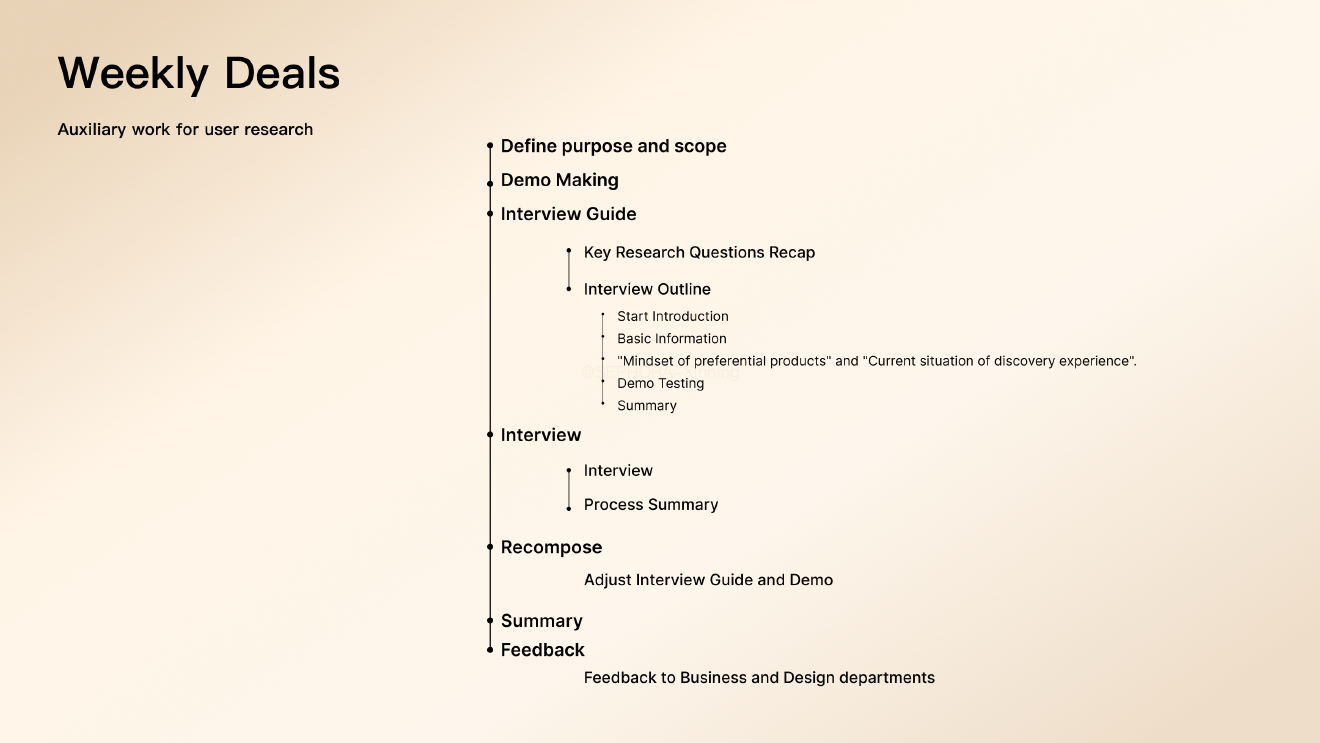 Weekly Deals
Auxiliary work for user research
Define purpose and scope
Demo Making
Interview Guide
Key Research Questions Recap
Interview Outline
Start Introduction
Basic Information
"Mindset of preferential products" and "Current situation of discovery experience".
Demo Testing
Summary
Interview
Interview
Process Summary
Recompose
Adjust Interview Guide and Demo
Summary
Feedback
Feedback to Business and Design departments